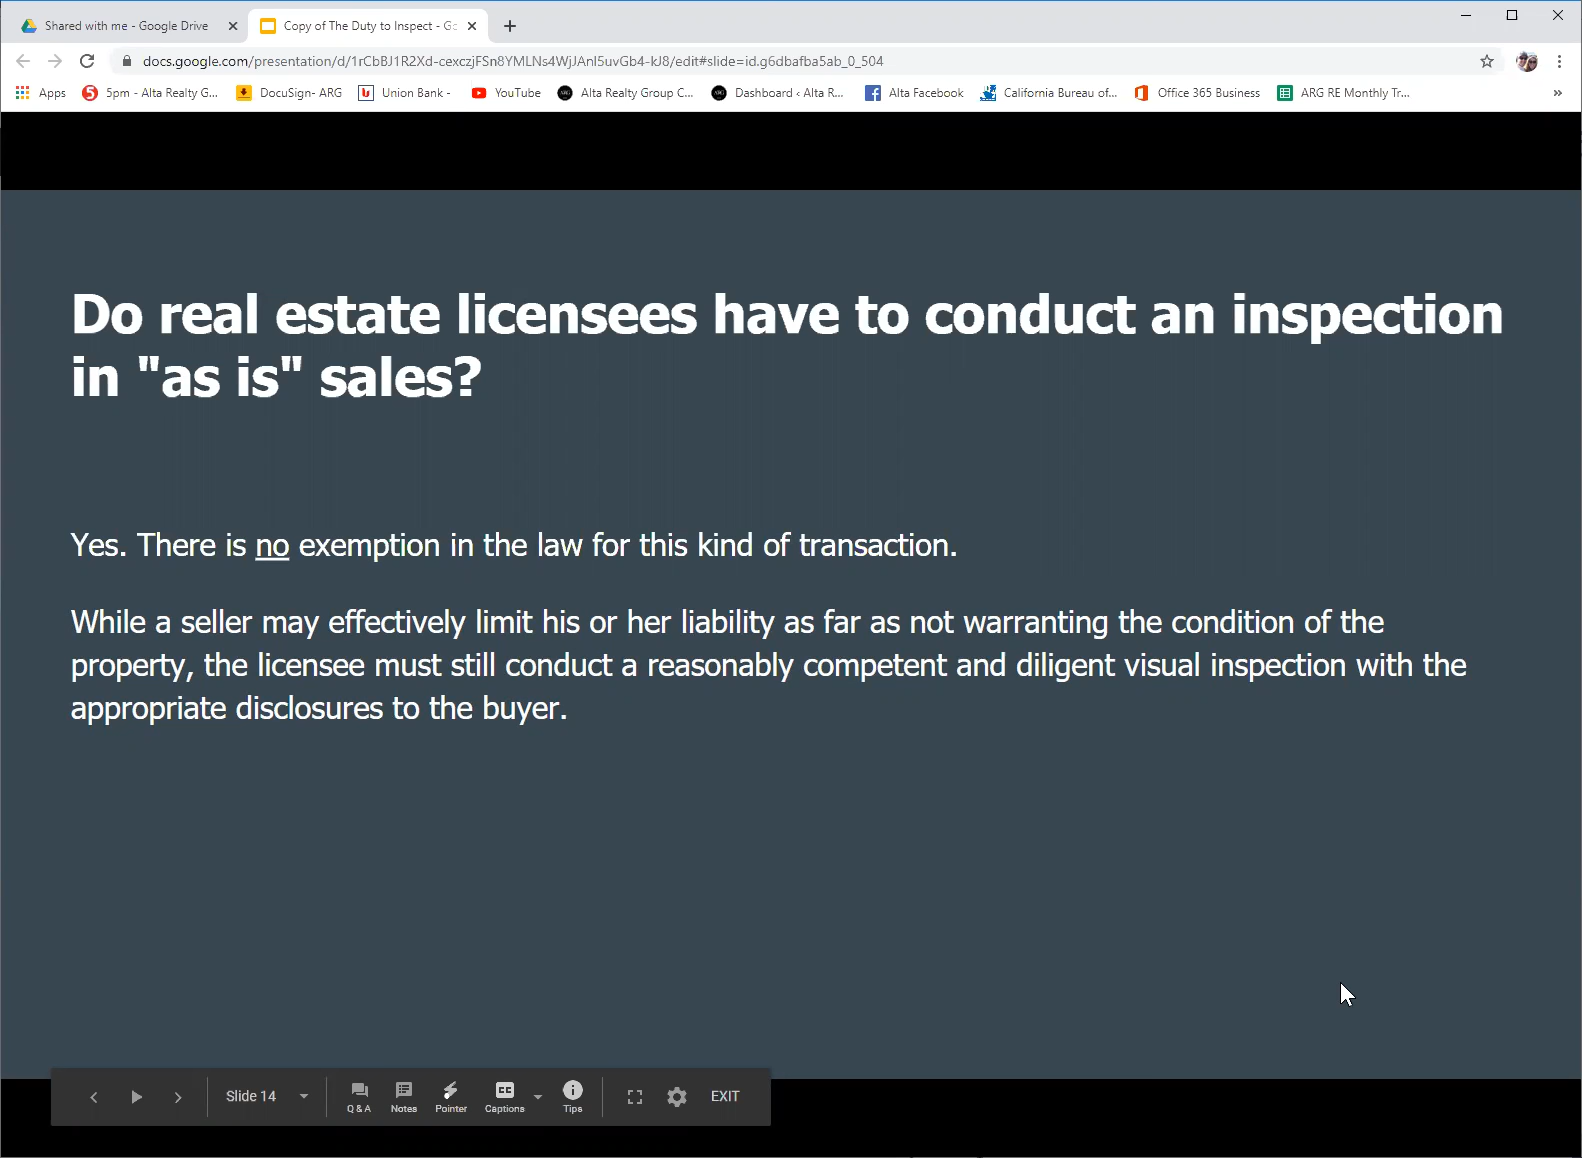 Shared with me - Google Drive
Copy of The Duty to Inspect - Go
docs.google.com/presentation/d/1rCbBJ1R2Xd-cexczjFSn8YMLNs4WjJAnI5uvGb4-kJ8/edit#slide=id.g6dbafba5ab_0_504
Apps 5pm - Alta Realty G... DocuSign- ARG Union Bank - YouTube Alta Realty Group C... Dashboard ‹ Alta R... Alta Facebook California Bureau of... Office 365 Business ARG RE Monthly Tr... »
Do real estate licensees have to conduct an inspection
in "as is" sales?
Yes. There is no exemption in the law for this kind of transaction.
While a seller may effectively limit his or her liability as far as not warranting the condition of the
property, the licensee must still conduct a reasonably competent and diligent visual inspection with the
appropriate disclosures to the buyer.
Slide 14 Q & A Notes Pointer CC Captions Tips EXIT